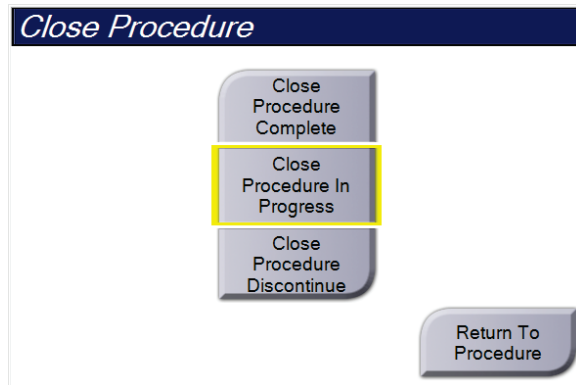 Close Procedure
Close
Procedure
Complete
Close
Procedure In
Progress
Close
Procedure
Discontinue
Return To
Procedure